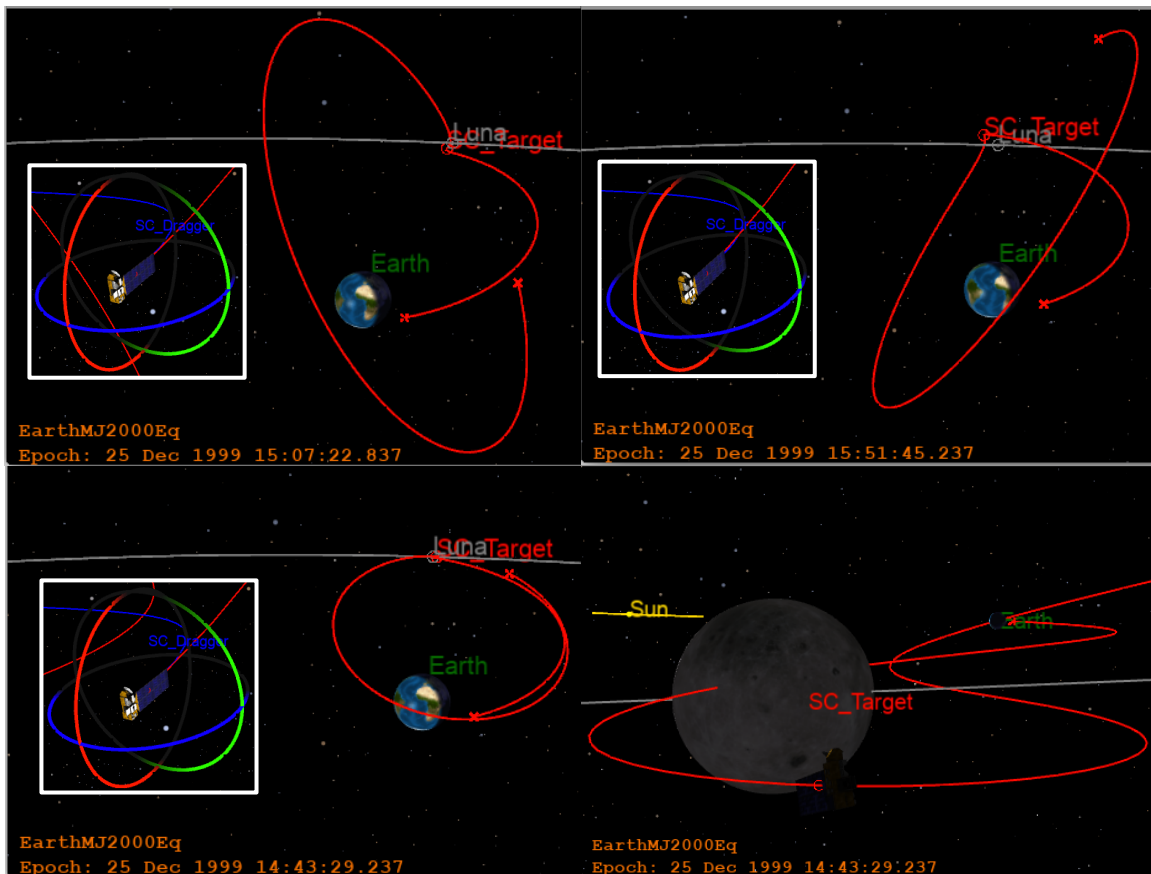 Luna
SC_Target
SC_Dragger
Earth
EarthMJ2000Eq
Epoch: 25 Dec 1999 15:07:22.837
SC_Target
Luna
SC_Dragger
Earth
EarthMJ2000Eq
Epoch: 25 Dec 1999 15:51:45.237
Luna
SC_Target
SC_Dragger
Earth
EarthMJ2000Eq
Epoch: 25 Dec 1999 14:43:29.237
Sun
Earth
SC_Target
EarthMJ2000Eq
Epoch: 25 Dec 1999 14:43:29.237